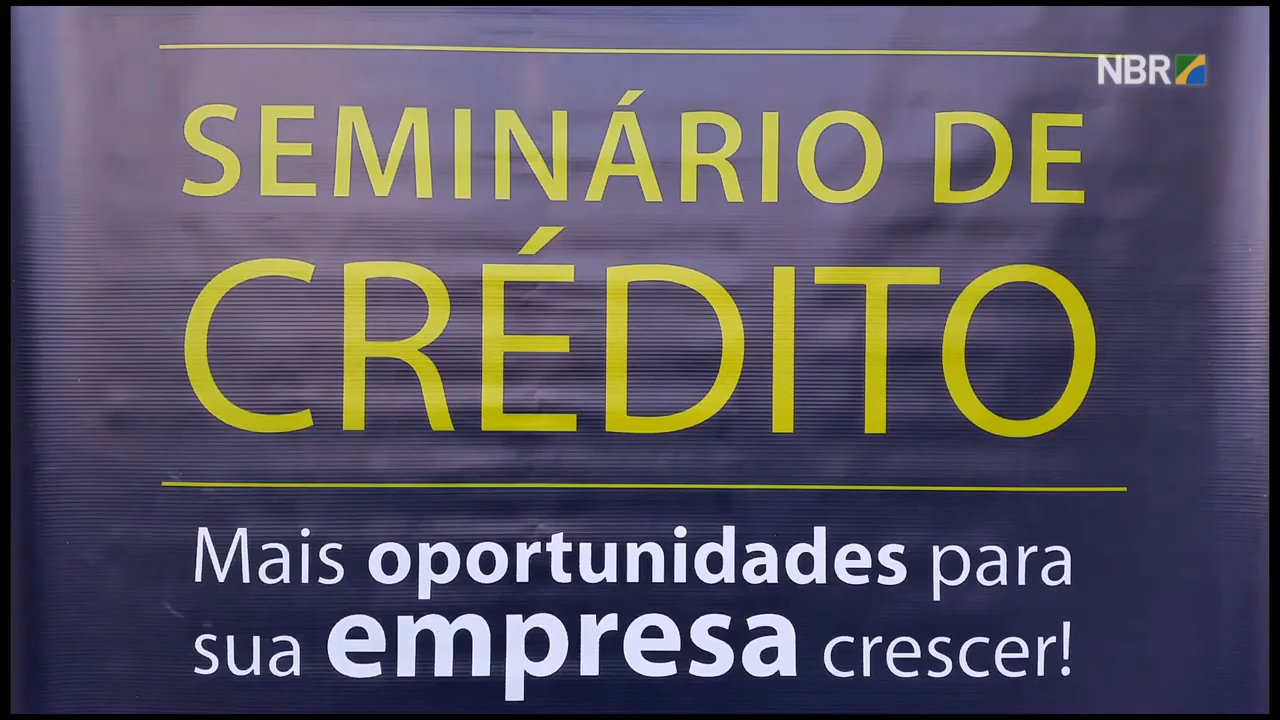 NBR
SEMINÁRIO DE
CRÉDITO
Mais oportunidades para
sua empresa crescer!